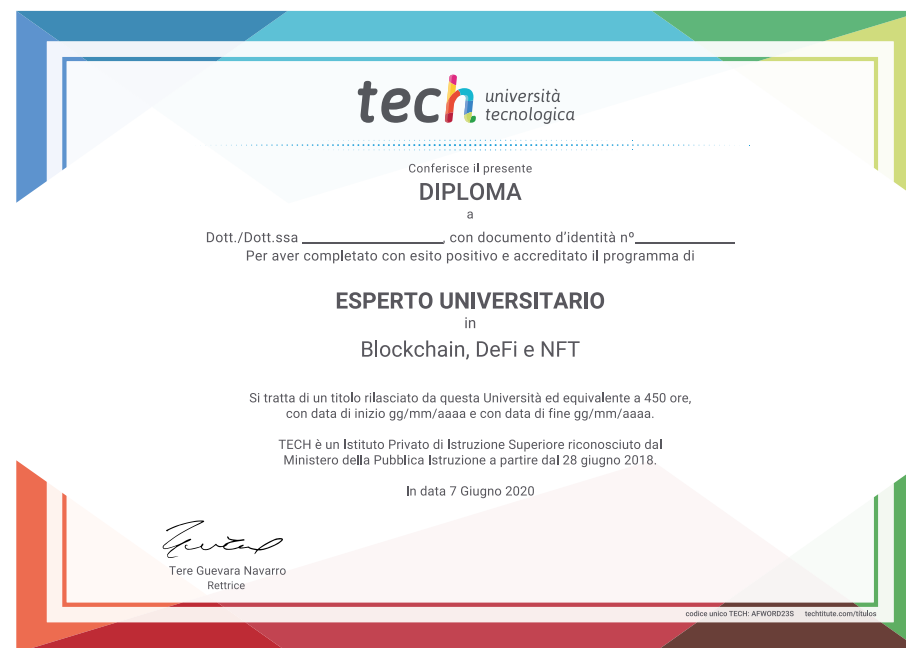 tech università
tecnologica
Conferisce il presente
DIPLOMA
a
Dott./Dott.ssa ________________, con documento d'identità nº____________
Per aver completato con esito positivo e accreditato il programma di
ESPERTO UNIVERSITARIO
in
Blockchain, DeFi e NFT
Si tratta di un titolo rilasciato da questa Università ed equivalente a 450 ore,
con data di inizio gg/mm/aaaa e con data di fine gg/mm/aaaa.
TECH è un Istituto Privato di Istruzione Superiore riconosciuto dal
Ministero della Pubblica Istruzione a partire dal 28 giugno 2018.
In data 7 Giugno 2020
Tere Guevara Navarro
Rettrice
codice unico TECH: AFWORD23S techtitute.com/titulos